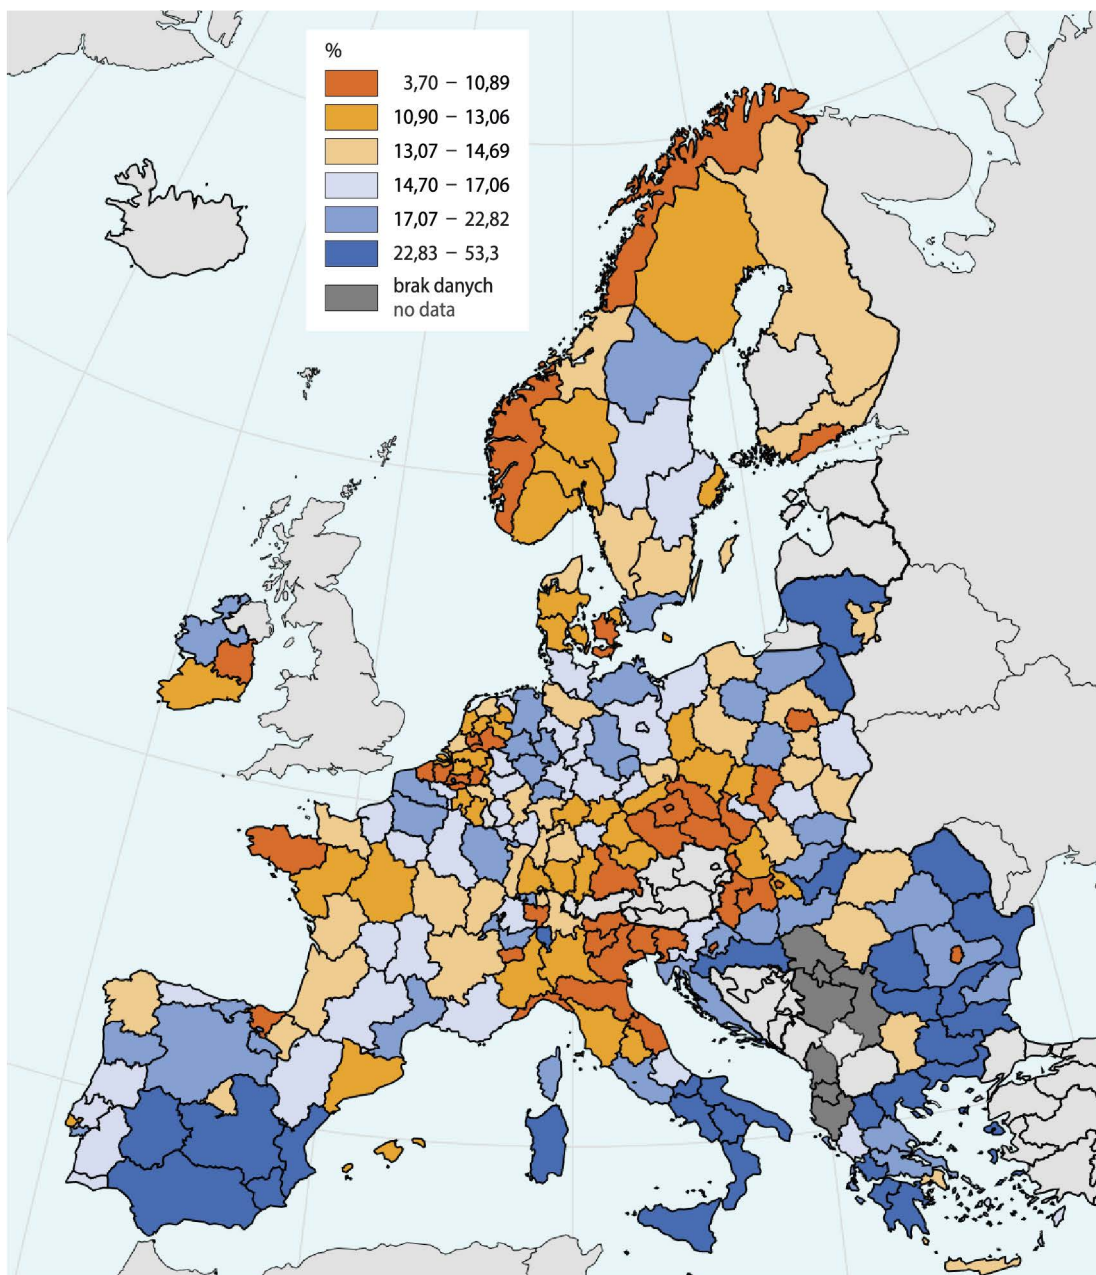 %
3,70 – 10,89
10,90 – 13,06
13,07 – 14,69
14,70 – 17,06
17,07 – 22,82
22,83 – 53,3
brak danych
no data